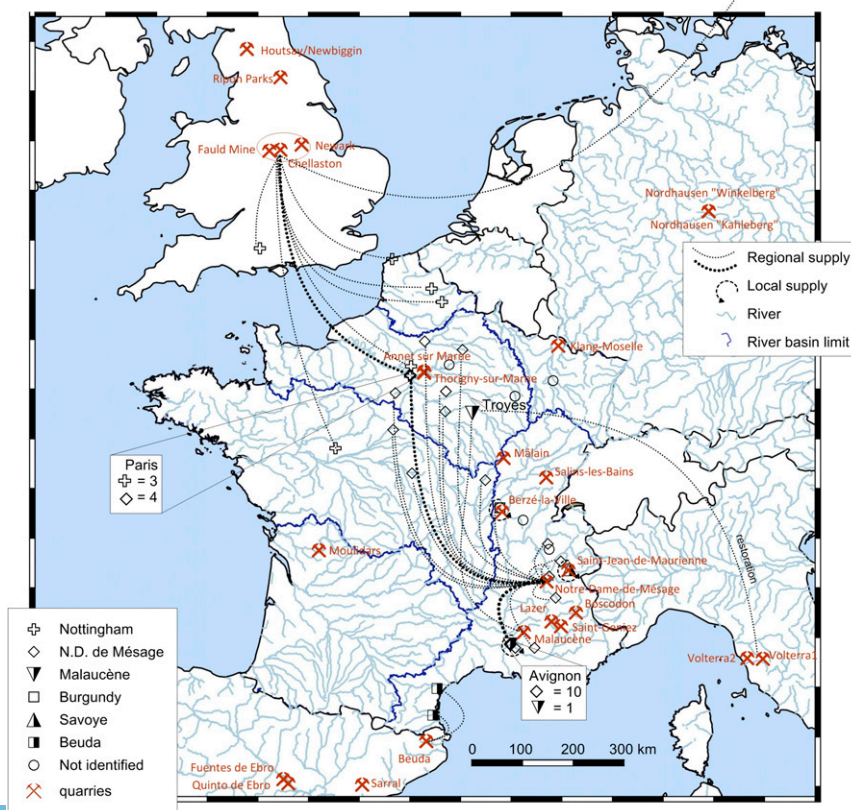 Houtsay/Newbiggin
Ripon Parks
Fauld Mine
Newark
Chellaston
Nordhausen "Winkelberg"
Nordhausen "Kahleberg"
Regional supply
Local supply
River
River basin limit
Klang-Moselle
Annet sur Marne
Thorigny-sur-Marne
Troyes
Paris
= 3
= 4
Mâlain
Salins-les-Bains
Berzé-la-Ville
Moulidars
restoration
Saint-Jean-de-Maurienne
Notre-Dame-de-Mésage
Boscodon
Lazer
Saint-Geniez
Malaucène
Volterra2
Volterra1
Avignon
= 10
= 1
Nottingham
N.D. de Mésage
Malaucène
Burgundy
Savoye
Beuda
Not identified
quarries
Beuda
0 100 200 300 km
Fuentes de Ebro
Quinto de Ebro
Sarral